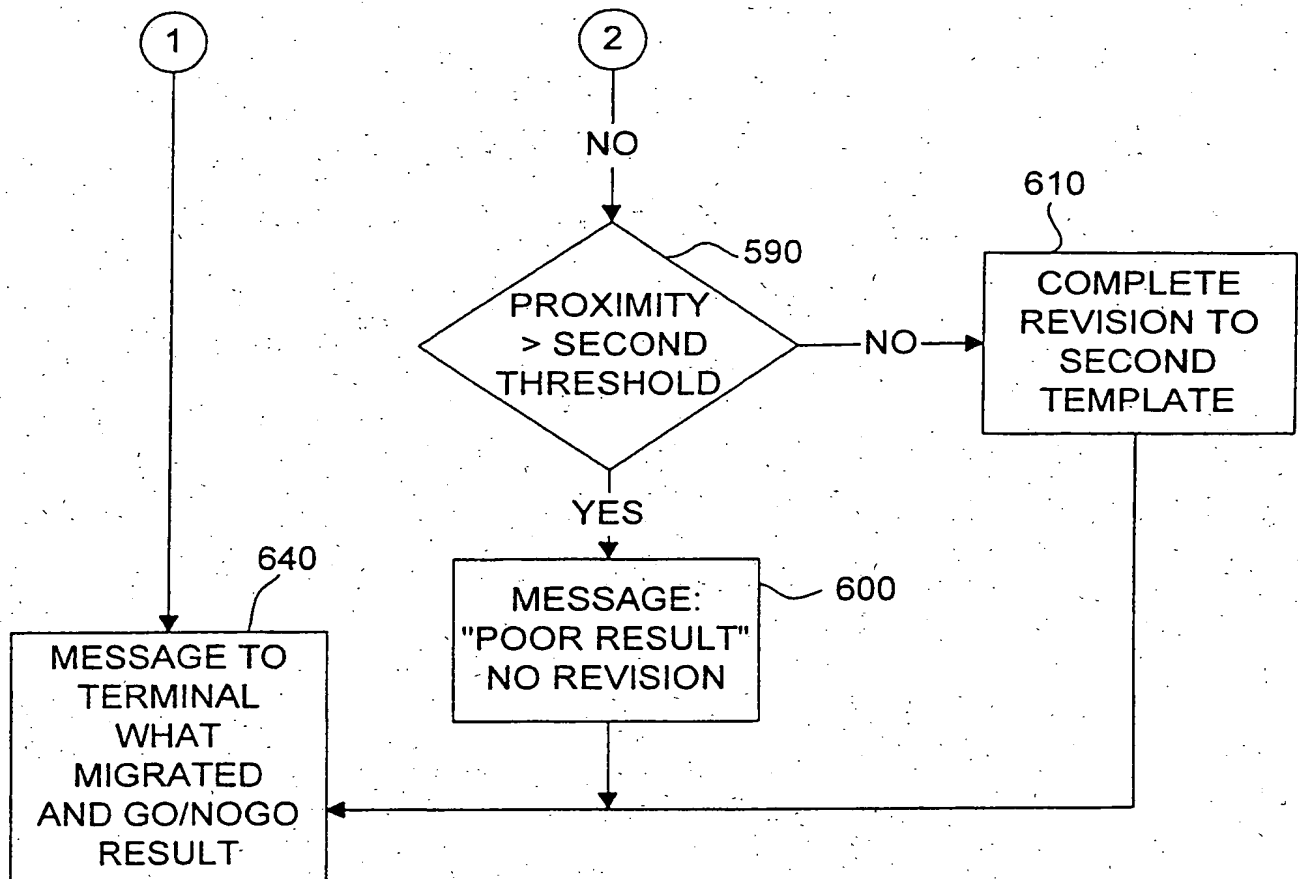 1
2
NO
590
PROXIMITY
> SECOND
THRESHOLD
NO
610
COMPLETE
REVISION TO
SECOND
TEMPLATE
YES
600
MESSAGE:
"POOR RESULT"
NO REVISION
640
MESSAGE TO
TERMINAL
WHAT
MIGRATED
AND GO/NOGO
RESULT